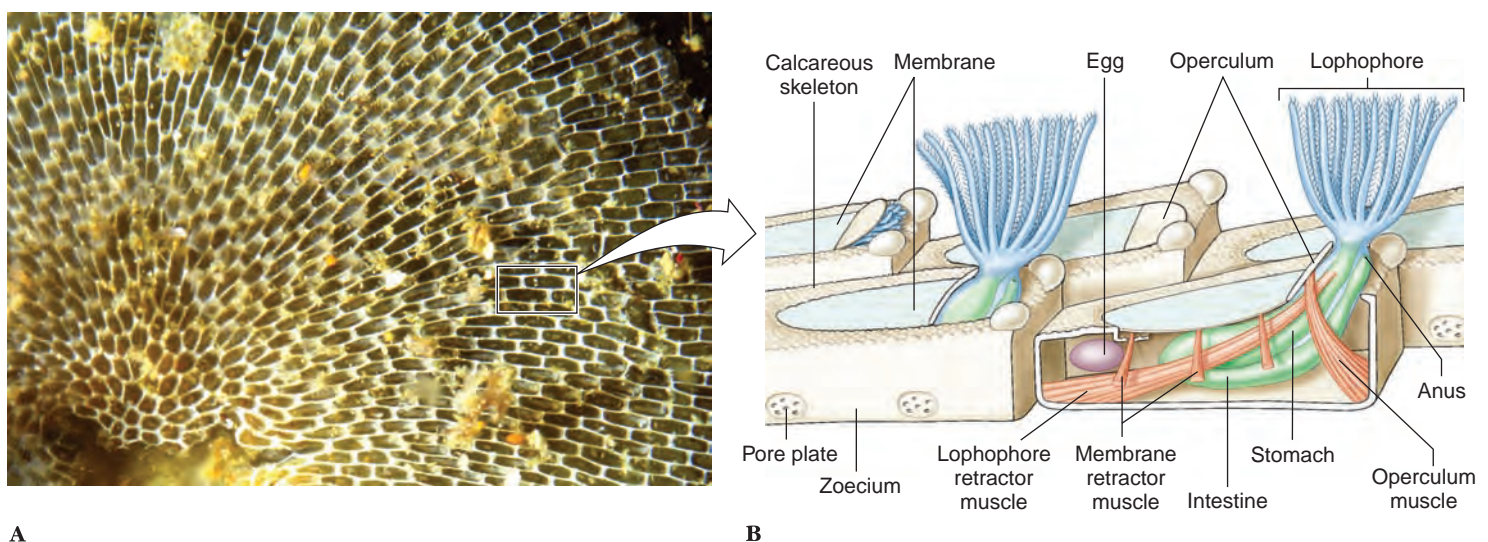 Calcareous
skeleton
Membrane
Egg
Operculum
Lophophore
Pore plate
Zoecium
Lophophore
retractor
muscle
Membrane
retractor
muscle
Intestine
Stomach
Operculum
muscle
Anus
A
B